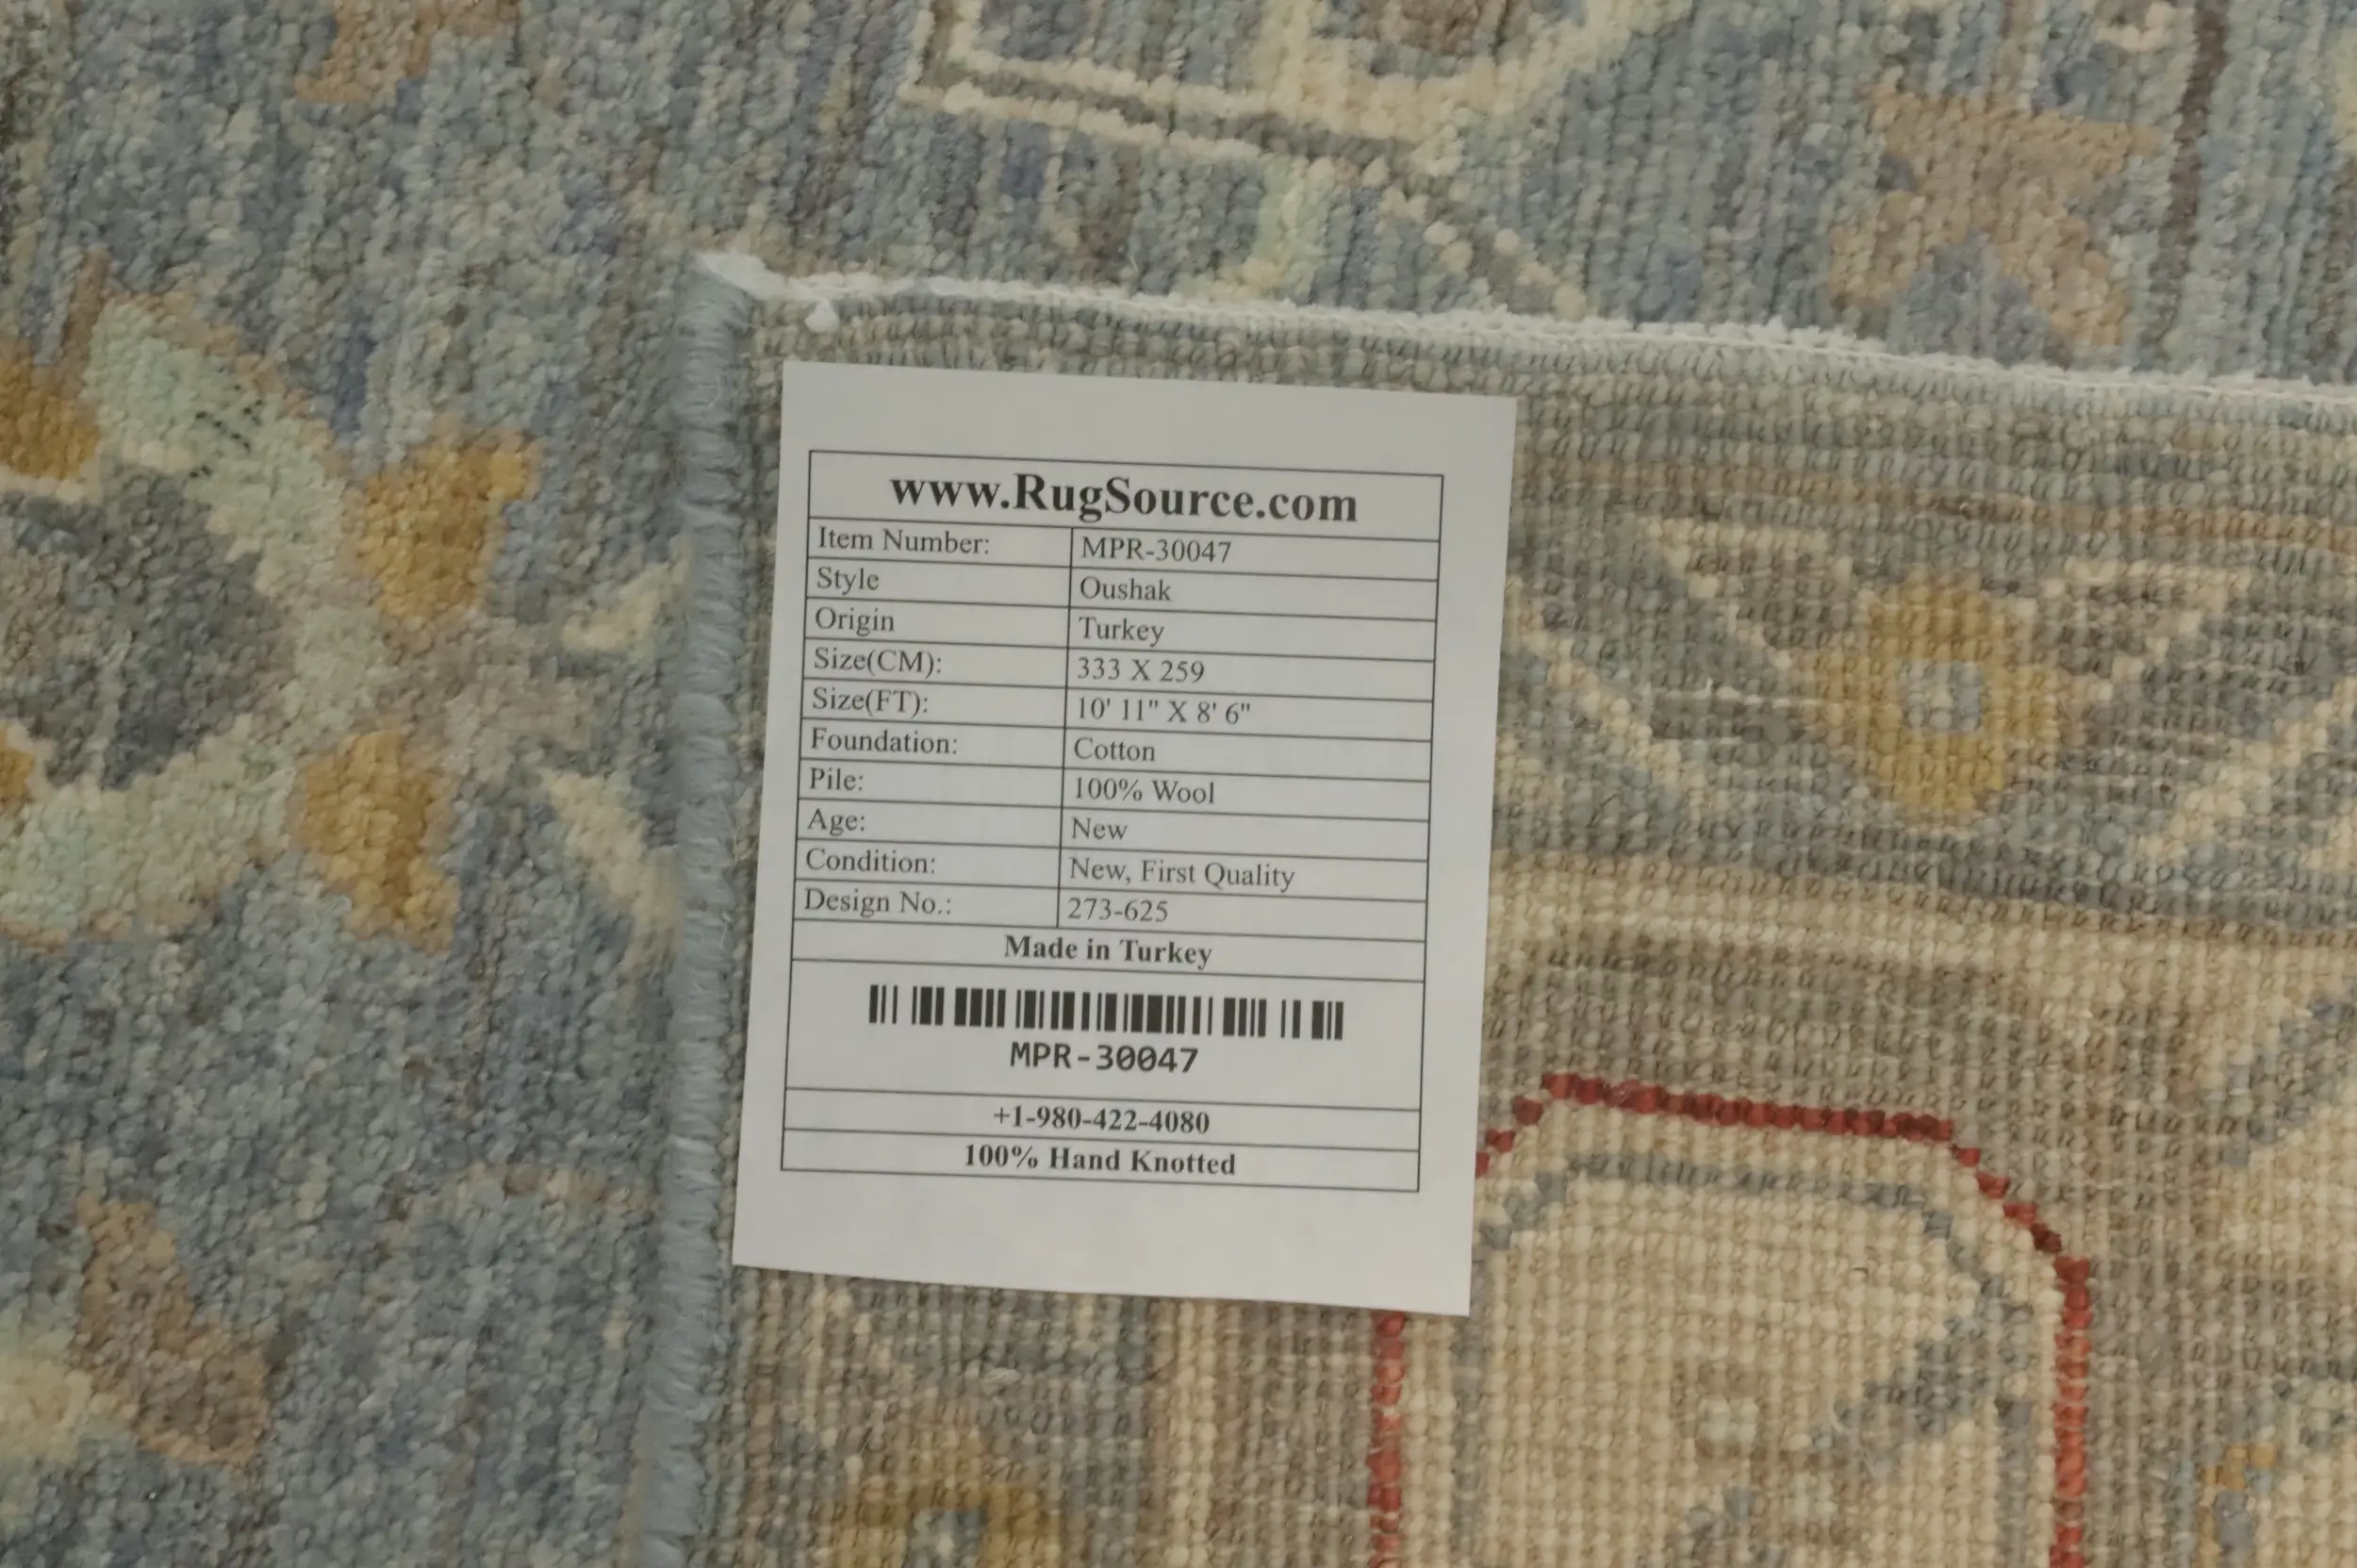 www.RugSource.com
Item Number: MPR-30047
Style Oushak
Origin Turkey
Size(CM): 333 X 259
Size(FT): 10' 11" X 8' 6"
Foundation: Cotton
Pile: 100% Wool
Age: New
Condition: New, First Quality
Design No.: 273-625
Made in Turkey
MPR-30047
+1-980-422-4080
100% Hand Knotted